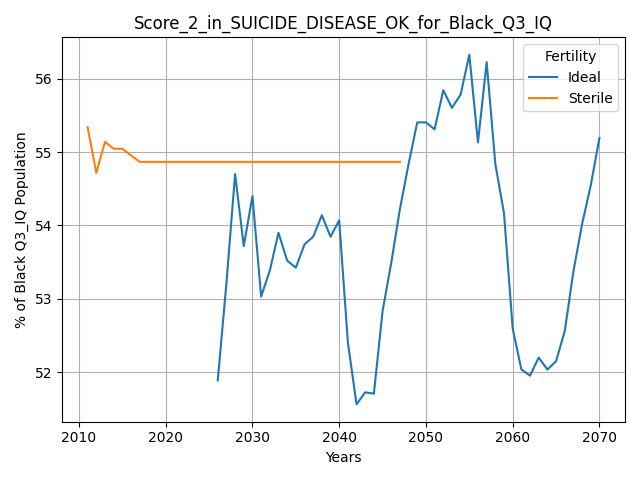 Score_2_in_SUICIDE_DISEASE_OK_for_Black_Q3_IQ
Fertility
Ideal
Sterile
% of Black Q3_IQ Population
56
55
54
53
52
2010 2020 2030 2040 2050 2060 2070
Years